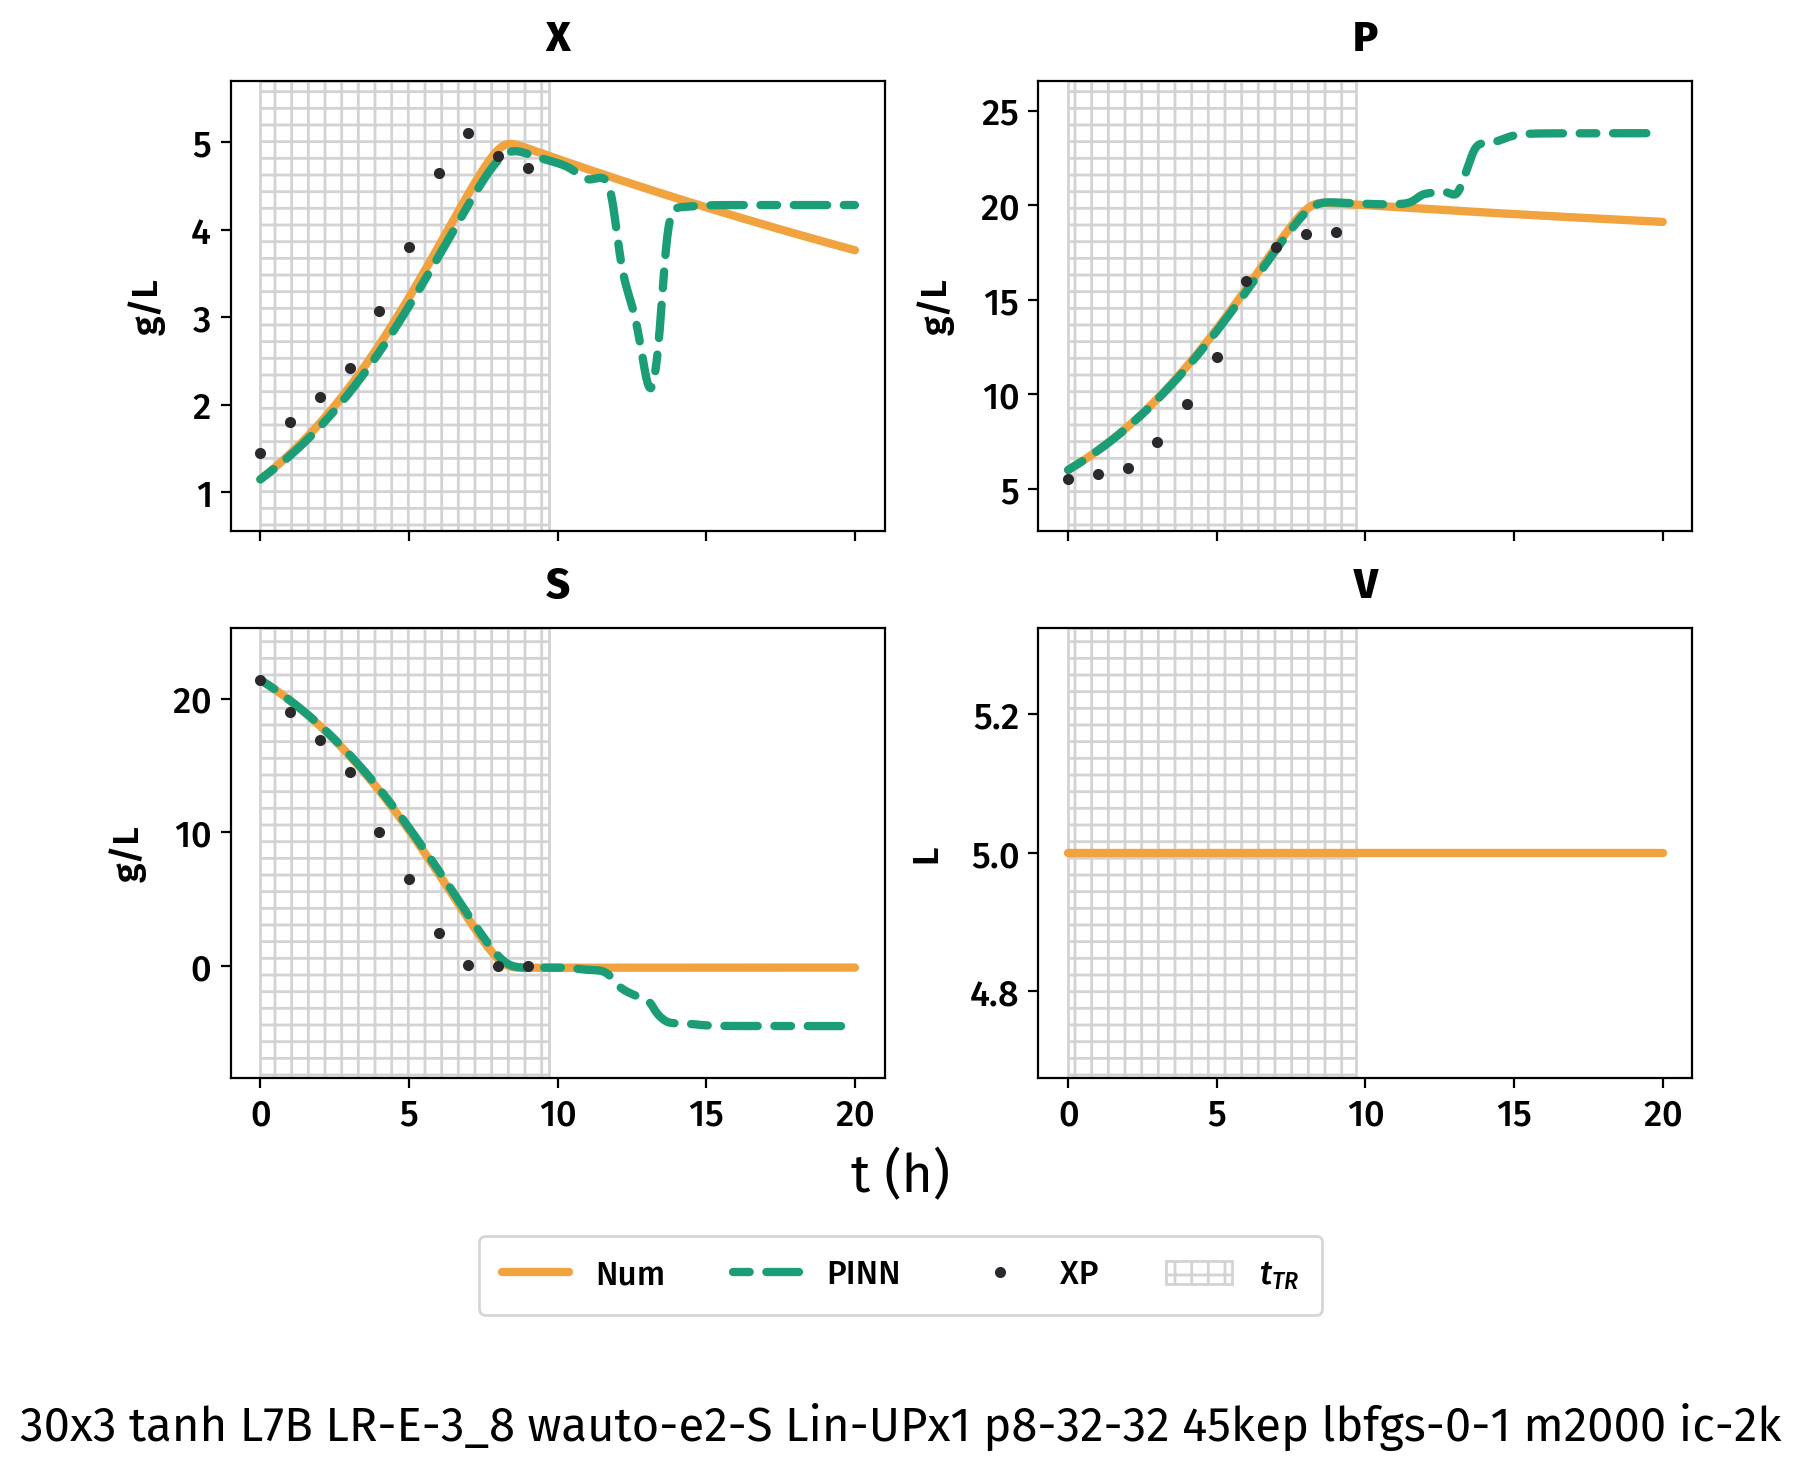 X
P
5
4
3
2
1
g/L
25
20
15
10
5
g/L
S
V
20
10
0
g/L
0 5 10 15 20
5.2
5.0
4.8
L
0 5 10 15 20
t (h)
Num PINN XP tTR
30x3 tanh L7B LR-E-3_8 wauto-e2-S Lin-UPx1 p8-32-32 45kep lbfgs-0-1 m2000 ic-2k